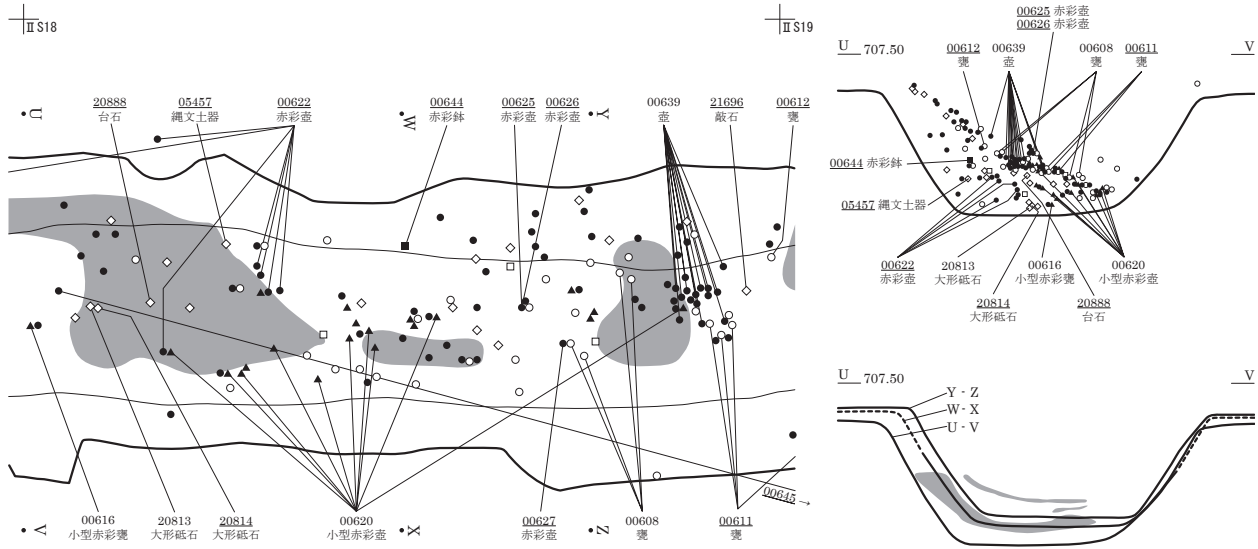 ⅡS18
ⅡS19
U
W
Y
20888
台石
05457
縄文土器
00622
赤彩壺
00644
赤彩鉢
00625
赤彩壺
00626
赤彩壺
00639
壺
21696
敲石
00612
甕
V
X
Z
00616
小型赤彩甕
20813
大形砥石
20814
大形砥石
00620
小型赤彩壺
00627
赤彩壺
00608
甕
00611
甕
00645 →
00625 赤彩壺
00626 赤彩壺
U 707.50
V
00612
甕
00639
壺
00608
甕
00611
甕
00644 赤彩鉢
05457 縄文土器
00622
赤彩壺
20813
大形砥石
00616
小型赤彩甕
00620
小型赤彩壺
20814
大形砥石
20888
台石
U 707.50
V
Y - Z
W - X
U - V